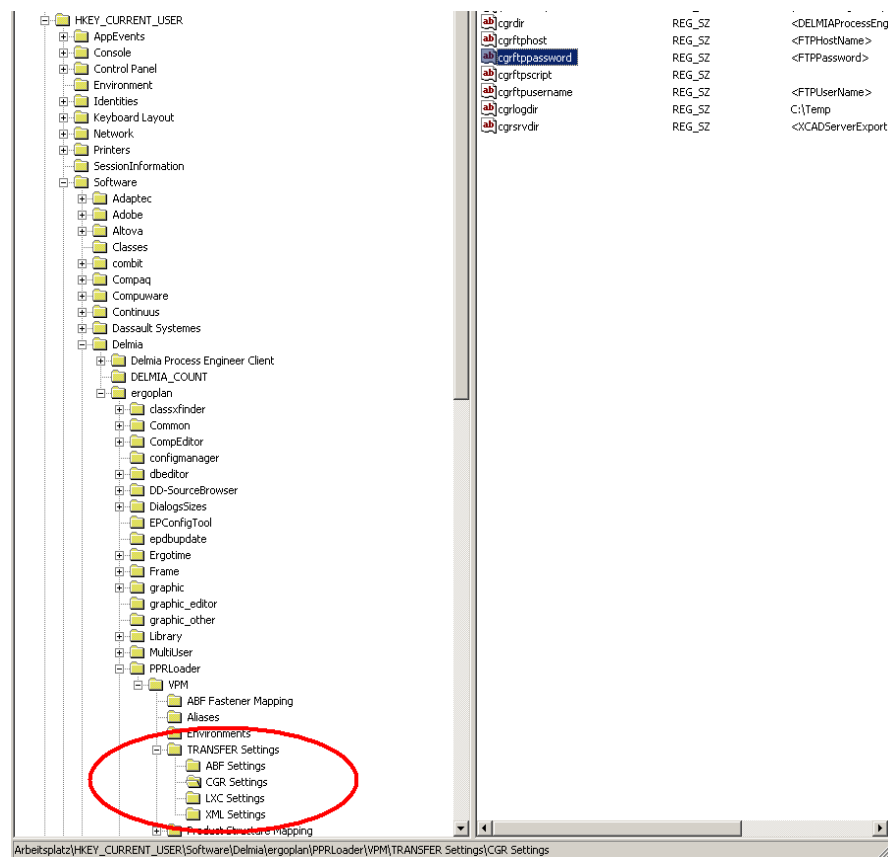 HKEY_CURRENT_USER
AppEvents
Console
Control Panel
Environment
Identities
Keyboard Layout
Network
Printers
SessionInformation
Software
Adaptec
Adobe
Altova
Classes
combit
Compaq
Compuware
Continuus
Dassault Systemes
Delmia
Delmia Process Engineer Client
DELMIA_COUNT
ergoplan
classxfinder
Common
CompEditor
configmanager
dbeditor
DD-SourceBrowser
DialogsSizes
EPConfigTool
epdbupdate
Ergotime
Frame
graphic
graphic_editor
graphic_other
Library
MultiUser
PPRLoader
VPM
ABF Fastener Mapping
Aliases
Environments
TRANSFER Settings
ABF Settings
CGR Settings
LXC Settings
XML Settings
Product Structure Mapping
cgrdir REG_SZ <DELMIAProcessEng
cgrftphost REG_SZ <FTPHostName>
cgrftppassword REG_SZ <FTPPassword>
cgrftpscript REG_SZ
cgrftpusername REG_SZ <FTPUserName>
cgrlogdir REG_SZ C:\Temp
cgrsrvdir REG_SZ <XCADServerExport
Arbeitsplatz\HKEY_CURRENT_USER\Software\Delmia\ergoplan\PPRLoader\VPM\TRANSFER Settings\CGR Settings